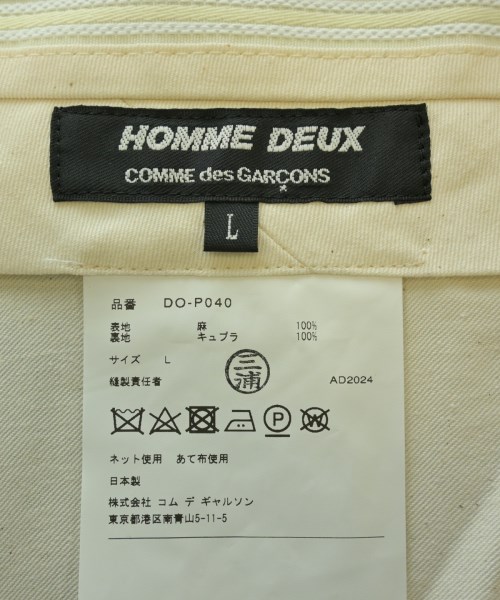 HOMME DEUX
COMME des GARÇONS
L
品番 DO-P040
表地 麻 100%
裏地 キュプラ 100%
サイズ L
三浦
縫製責任者 AD2024
ネット使用 あて布使用
日本製
株式会社 コム デ ギャルソン
東京都港区南青山5-11-5